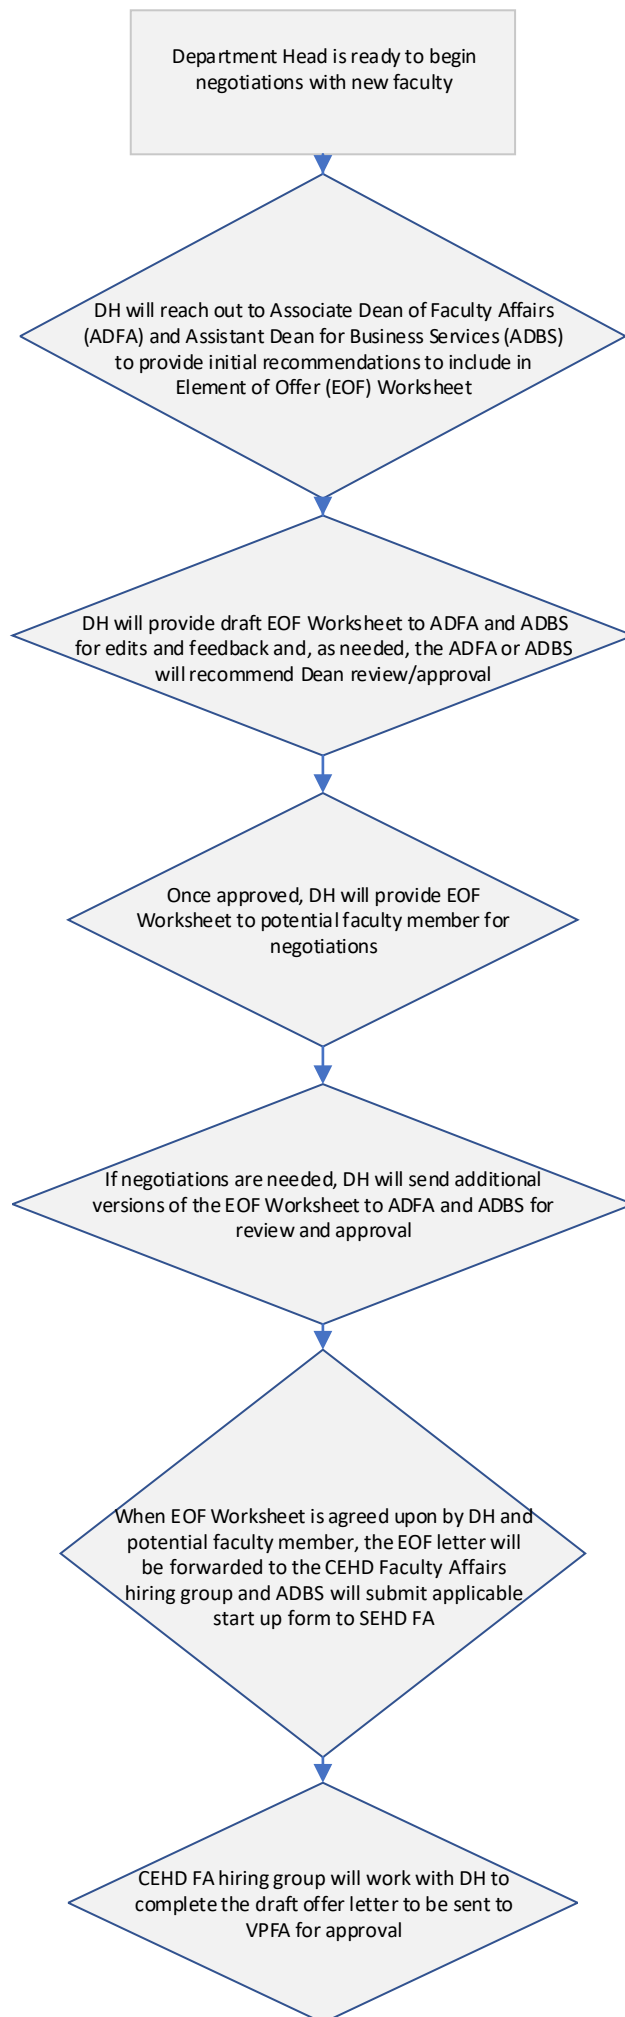 Department Head is ready to begin
negotiations with new faculty
DH will reach out to Associate Dean of Faculty Affairs
(ADFA) and Assistant Dean for Business Services (ADBS)
to provide initial recommendations to include in
Element of Offer (EOF) Worksheet
DH will provide draft EOF Worksheet to ADFA and ADBS
for edits and feedback and, as needed, the ADFA or ADBS
will recommend Dean review/approval
Once approved, DH will provide EOF
Worksheet to potential faculty member for
negotiations
If negotiations are needed, DH will send additional
versions of the EOF Worksheet to ADFA and ADBS for
review and approval
When EOF Worksheet is agreed upon by DH and
potential faculty member, the EOF letter will
be forwarded to the CEHD Faculty Affairs
hiring group and ADBS will submit applicable
start up form to SEHD FA
CEHD FA hiring group will work with DH to
complete the draft offer letter to be sent to
VPFA for approval